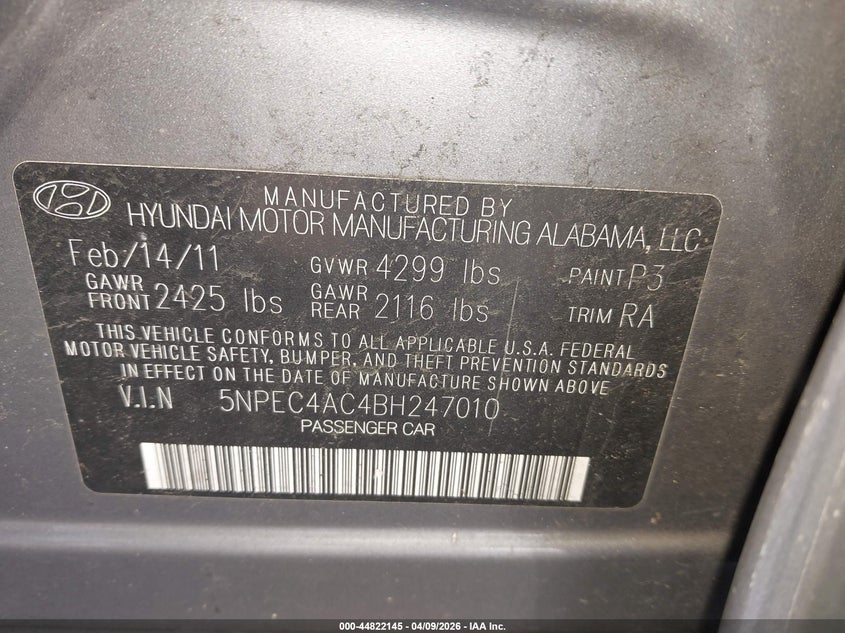 MANUFACTURED BY
HYUNDAI MOTOR MANUFACTURING ALABAMA, LLC
Feb/14/11 GVWR 4299 lbs PAINT P3
GAWR FRONT 2425 lbs GAWR REAR 2116 lbs TRIM RA
THIS VEHICLE CONFORMS TO ALL APPLICABLE U.S.A. FEDERAL
MOTOR VEHICLE SAFETY, BUMPER, AND THEFT PREVENTION STANDARDS
IN EFFECT ON THE DATE OF MANUFACTURE SHOWN ABOVE
V.I.N 5NPEC4AC4BH247010
PASSENGER CAR
000-44822145 - 04/09/2026 - IAA Inc.